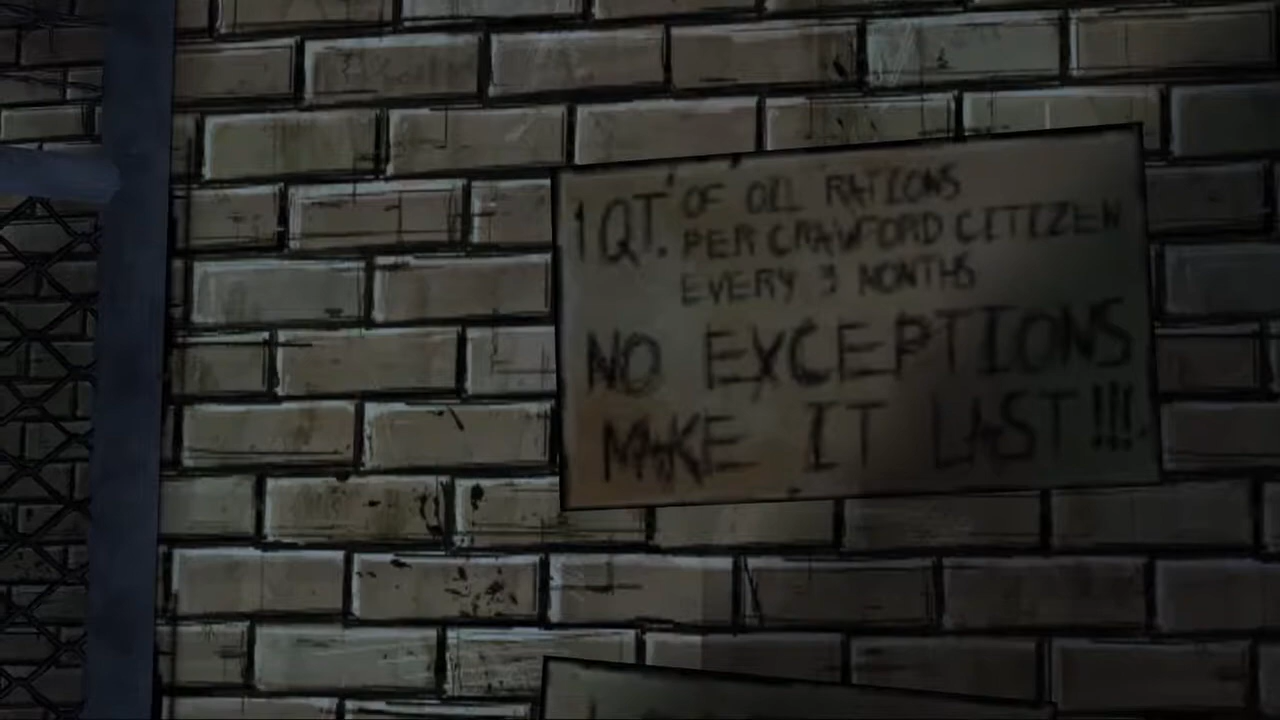 1 QT. OF OIL RATIONS
PER CRAWFORD CITIZEN
EVERY 3 MONTHS
NO EXCEPTIONS
MAKE IT LAST!!!